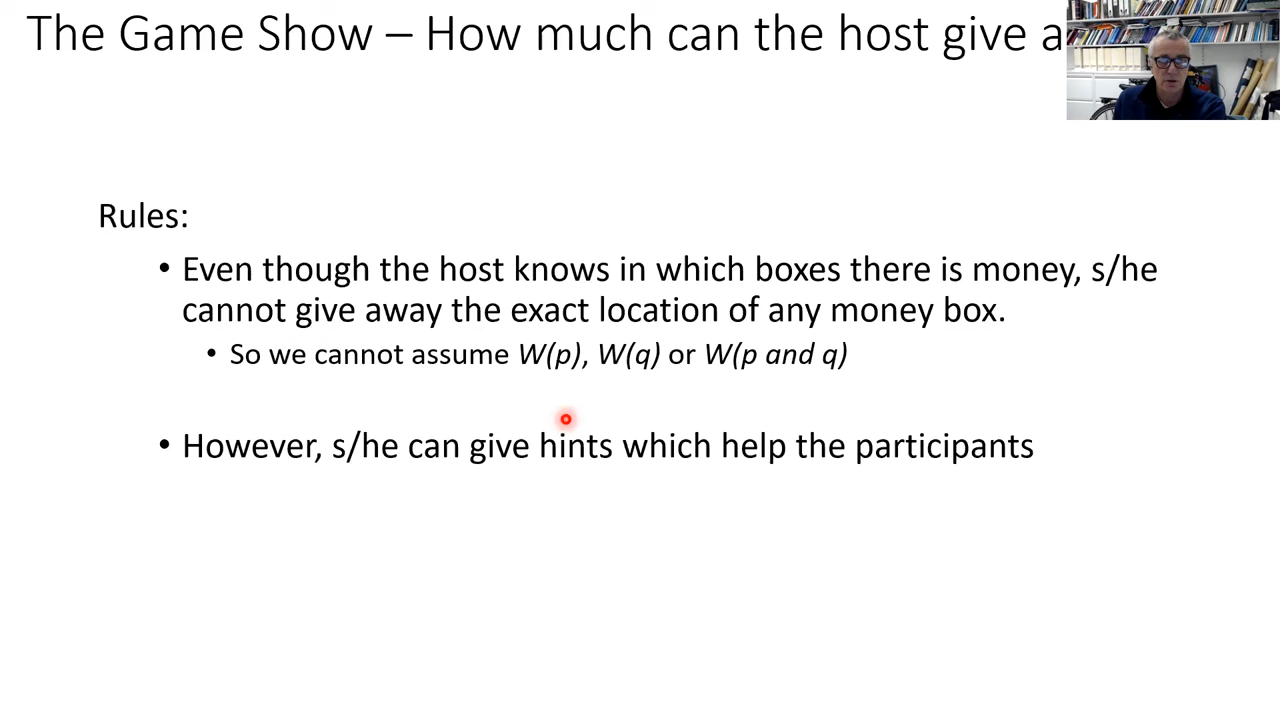 The Game Show – How much can the host give a
Rules:
• Even though the host knows in which boxes there is money, s/he
cannot give away the exact location of any money box.
• So we cannot assume W(p), W(q) or W(p and q)
• However, s/he can give hints which help the participants